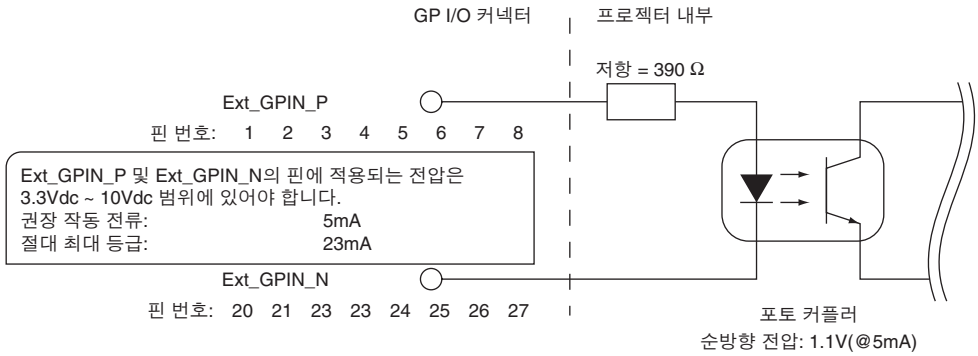 GP I/O 커넥터
프로젝터 내부
저항 = 390 Ω
Ext_GPIN_P
핀 번호: 1 2 3 4 5 6 7 8
Ext_GPIN_P 및 Ext_GPIN_N의 핀에 적용되는 전압은
3.3Vdc ~ 10Vdc 범위에 있어야 합니다.
권장 작동 전류: 5mA
절대 최대 등급: 23mA
Ext_GPIN_N
핀 번호: 20 21 23 23 24 25 26 27
포토 커플러
순방향 전압: 1.1V(@5mA)